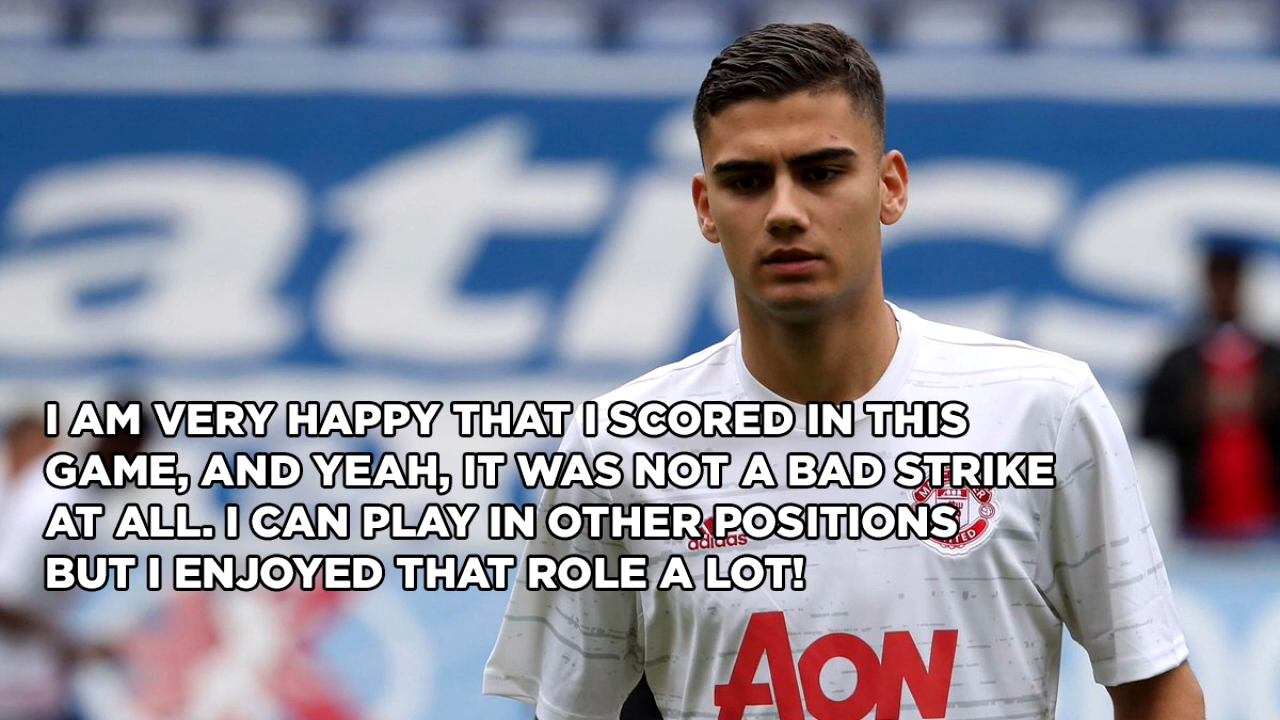 atics
I AM VERY HAPPY THAT I SCORED IN THIS
GAME, AND YEAH, IT WAS NOT A BAD STRIKE
AT ALL. I CAN PLAY IN OTHER POSITIONS
BUT I ENJOYED THAT ROLE A LOT!
adidas
AON